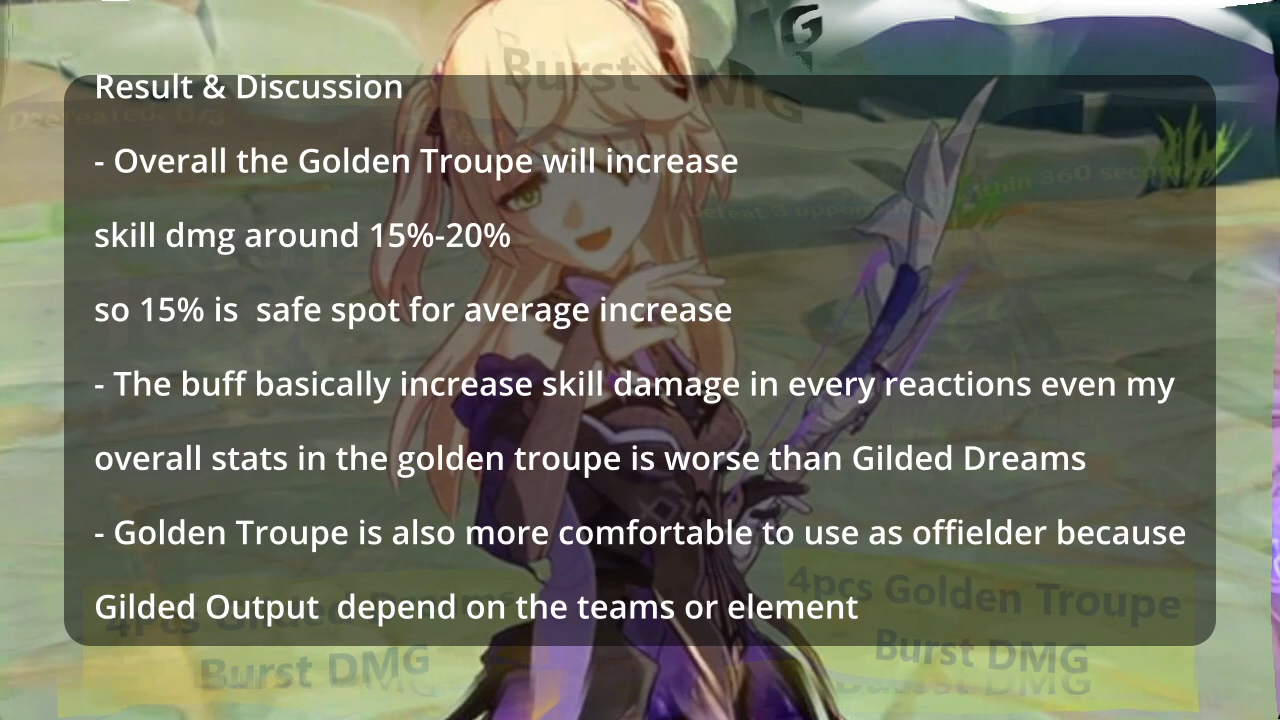 Burst DMG
G
Result & Discussion
- Overall the Golden Troupe will increase
skill dmg around 15%-20%
so 15% is  safe spot for average increase
- The buff basically increase skill damage in every reactions even my
overall stats in the golden troupe is worse than Gilded Dreams
- Golden Troupe is also more comfortable to use as offielder because
Gilded Output  depend on the teams or element
4pcs Golden Troupe
Burst DMG
Burst DMG